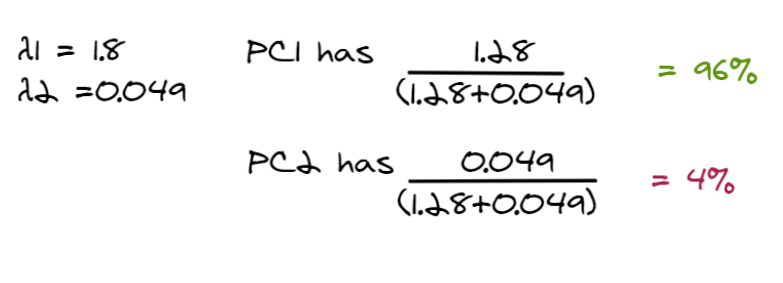 λ1 = 1.8
λ2 = 0.049
PC1 has 1.28 / (1.28+0.049) = 96%
PC2 has 0.049 / (1.28+0.049) = 4%